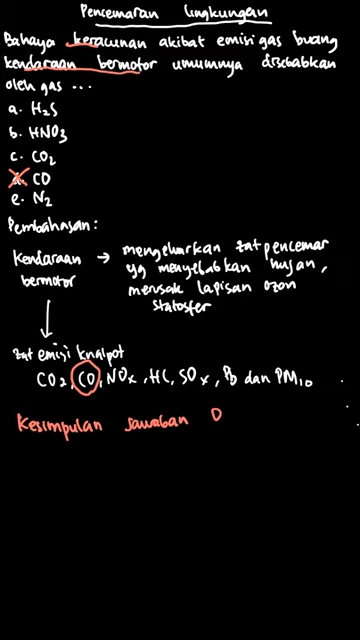 Pencemaran lingkungan
Bahaya keracunan akibat emisi gas buang
kendaraan bermotor umumnya disebabkan
oleh gas ...
a. H₂S
b. HNO₃
c. CO₂
d. CO
e. N₂
Pembahasan:
Kendaraan → mengeluarkan zat pencemar
bermotor yg menyebabkan hujan,
merusak lapisan ozon
statosfer
zat emisi knalpot
CO₂, CO, NOx, HC, SOx, Pb dan PM₁₀
Kesimpulan jawaban D